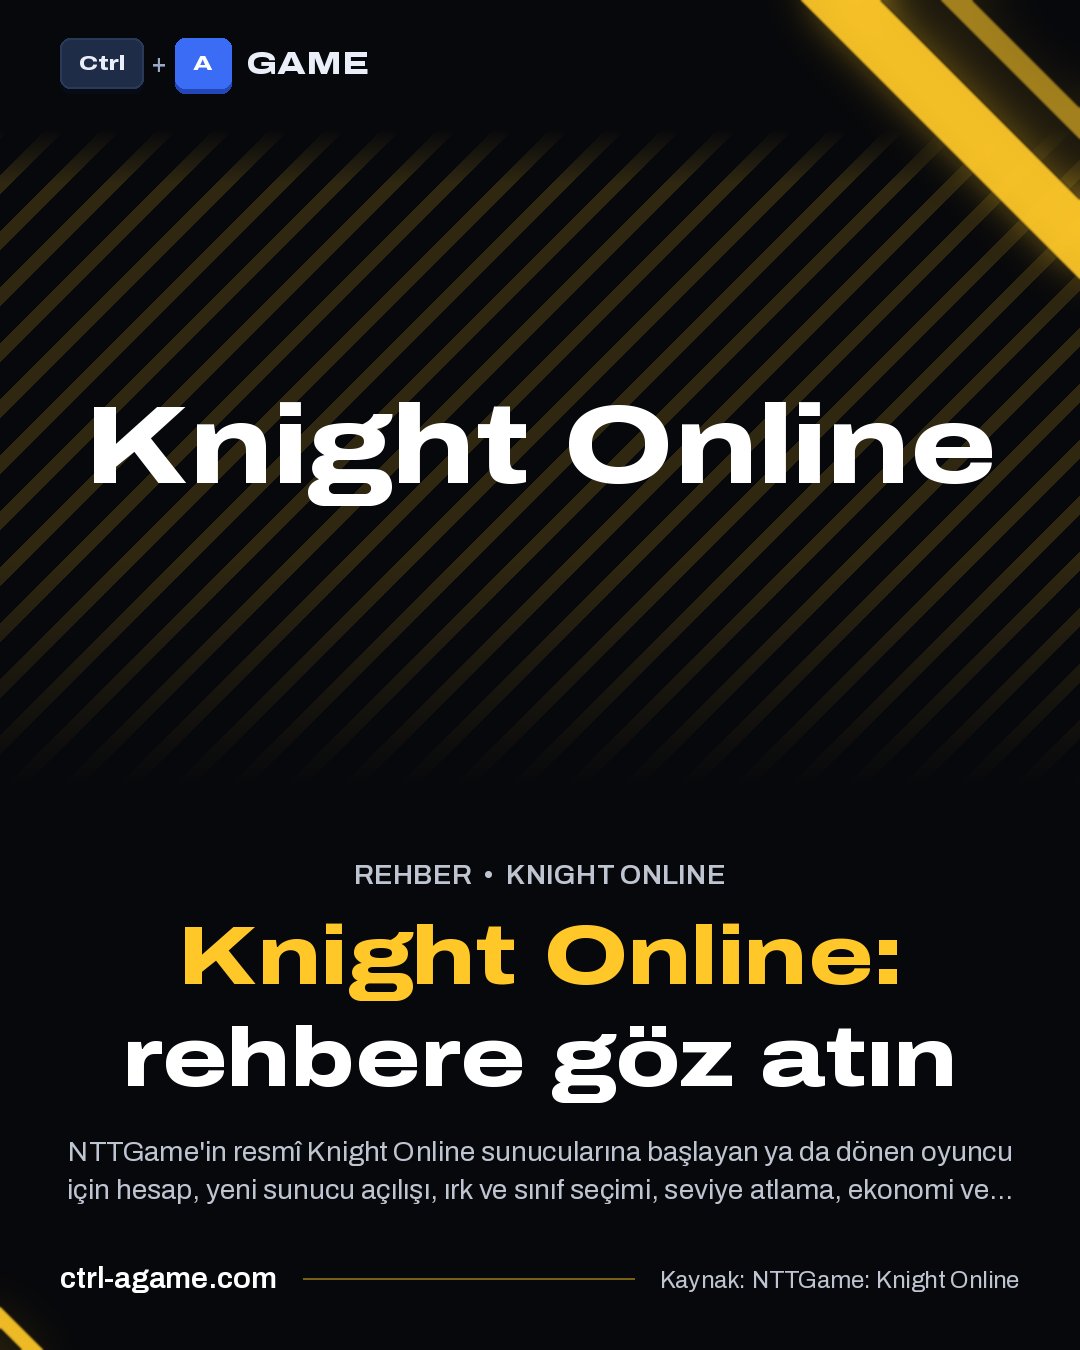 Ctrl + A GAME
Knight Online
REHBER • KNIGHT ONLINE
Knight Online:
rehbere göz atın
NTTGame'in resmî Knight Online sunucularına başlayan ya da dönen oyuncu
için hesap, yeni sunucu açılışı, ırk ve sınıf seçimi, seviye atlama, ekonomi ve...
ctrl-agame.com
Kaynak: NTTGame: Knight Online